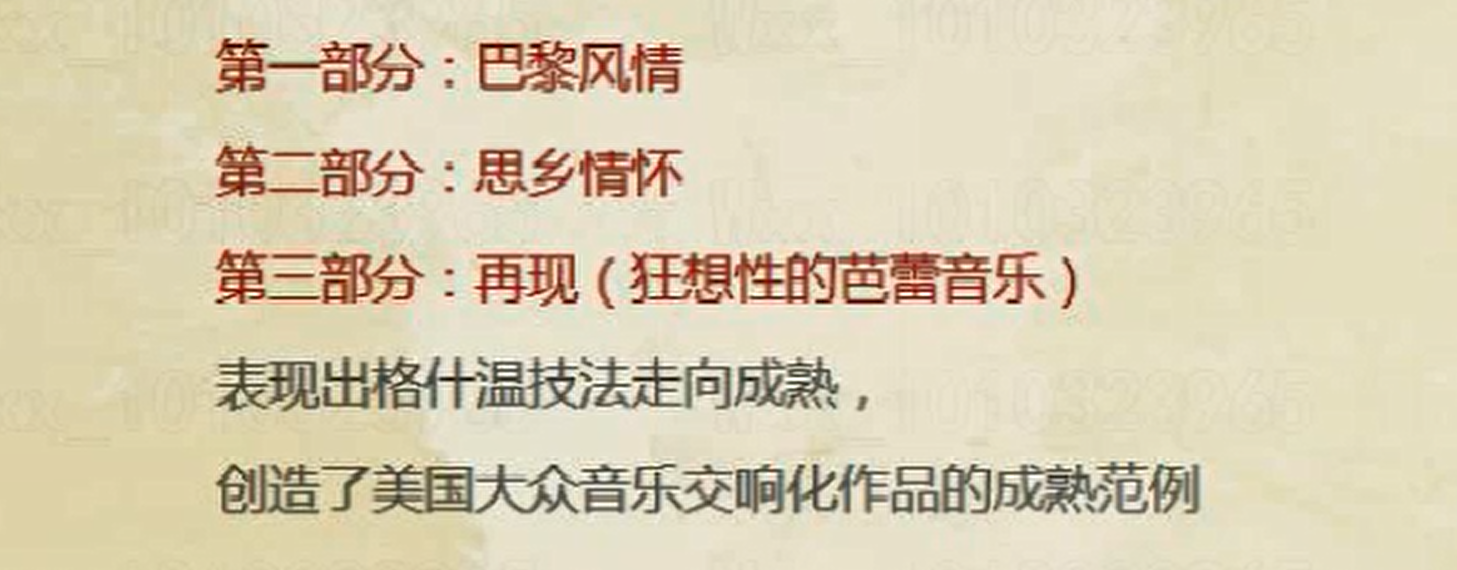 第一部分：巴黎风情
第二部分：思乡情怀
第三部分：再现（狂想性的芭蕾音乐）
表现出格什温技法走向成熟，
创造了美国大众音乐交响化作品的成熟范例